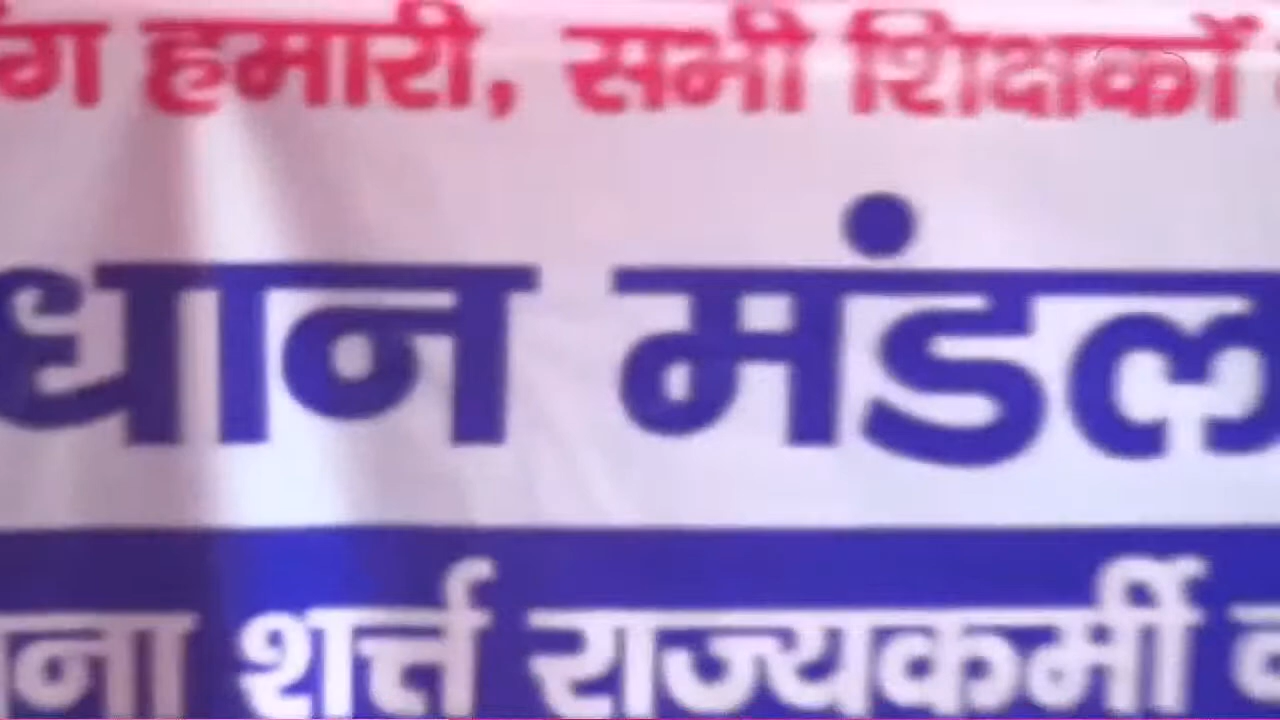 हमारी, सभी शिक्षकों
धान मंडल
ना शर्त्त राज्यकर्मी